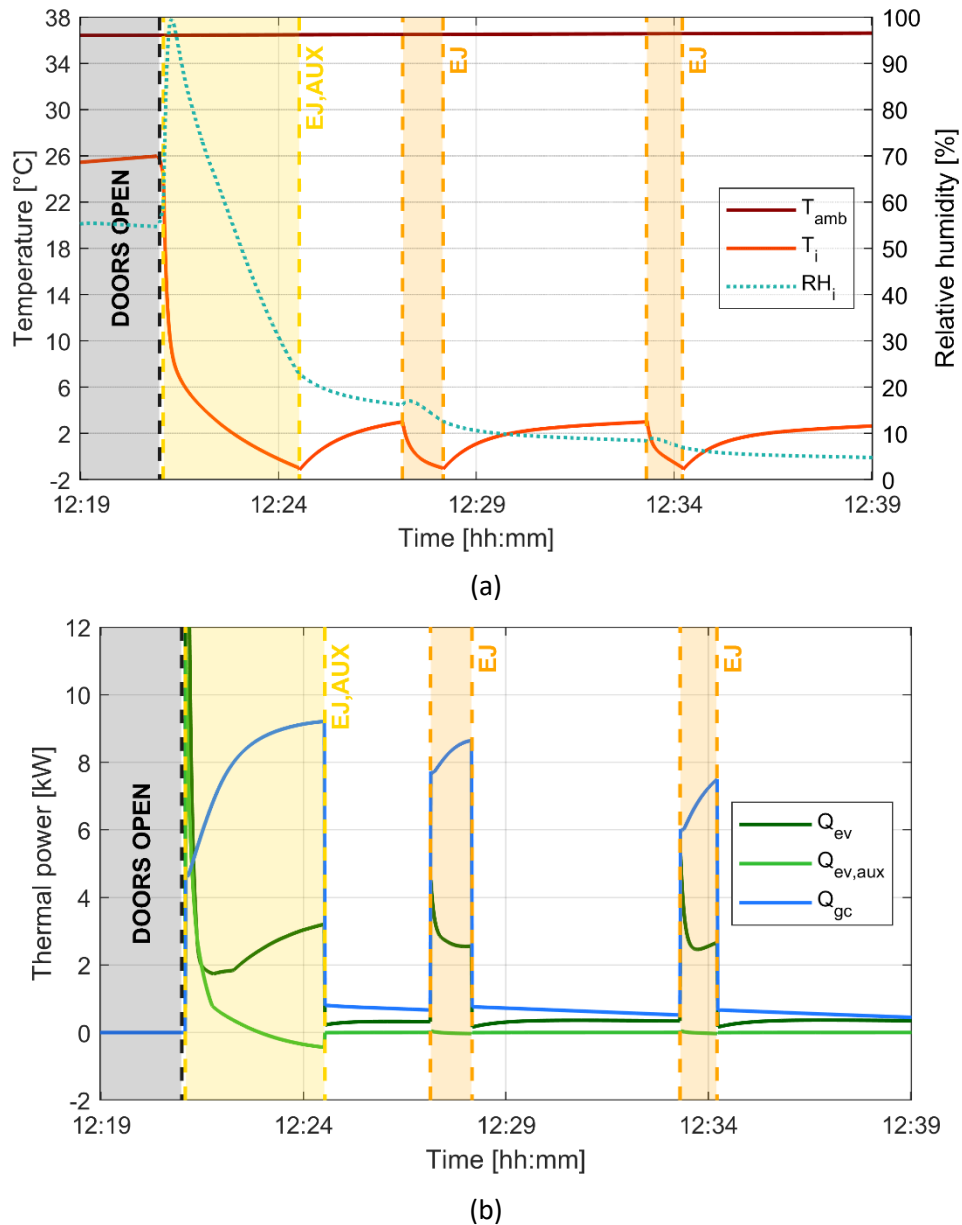 38
34
30
26
22
18
14
10
6
2
-2
Temperature [°C]
100
90
80
70
60
50
40
30
20
10
0
Relative humidity [%]
DOORS OPEN
EJ,AUX
EJ
EJ
T_amb
T_i
RH_i
12:19
12:24
12:29
12:34
12:39
Time [hh:mm]
(a)
12
10
8
6
4
2
0
-2
Thermal power [kW]
DOORS OPEN
EJ,AUX
EJ
EJ
Q_ev
Q_ev,aux
Q_gc
12:19
12:24
12:29
12:34
12:39
Time [hh:mm]
(b)